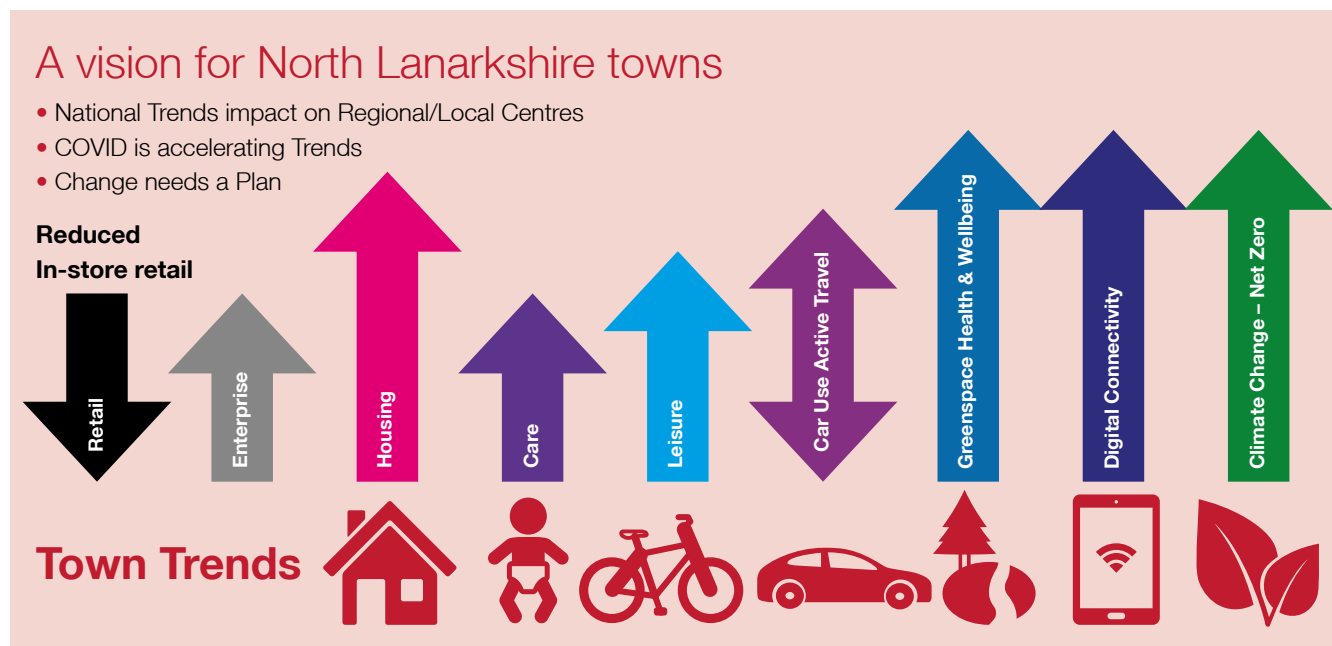 A vision for North Lanarkshire towns
• National Trends impact on Regional/Local Centres
• COVID is accelerating Trends
• Change needs a Plan
Reduced
In-store retail
Retail
Enterprise
Housing
Care
Leisure
Car Use Active Travel
Greenspace Health & Wellbeing
Digital Connectivity
Climate Change – Net Zero
Town Trends